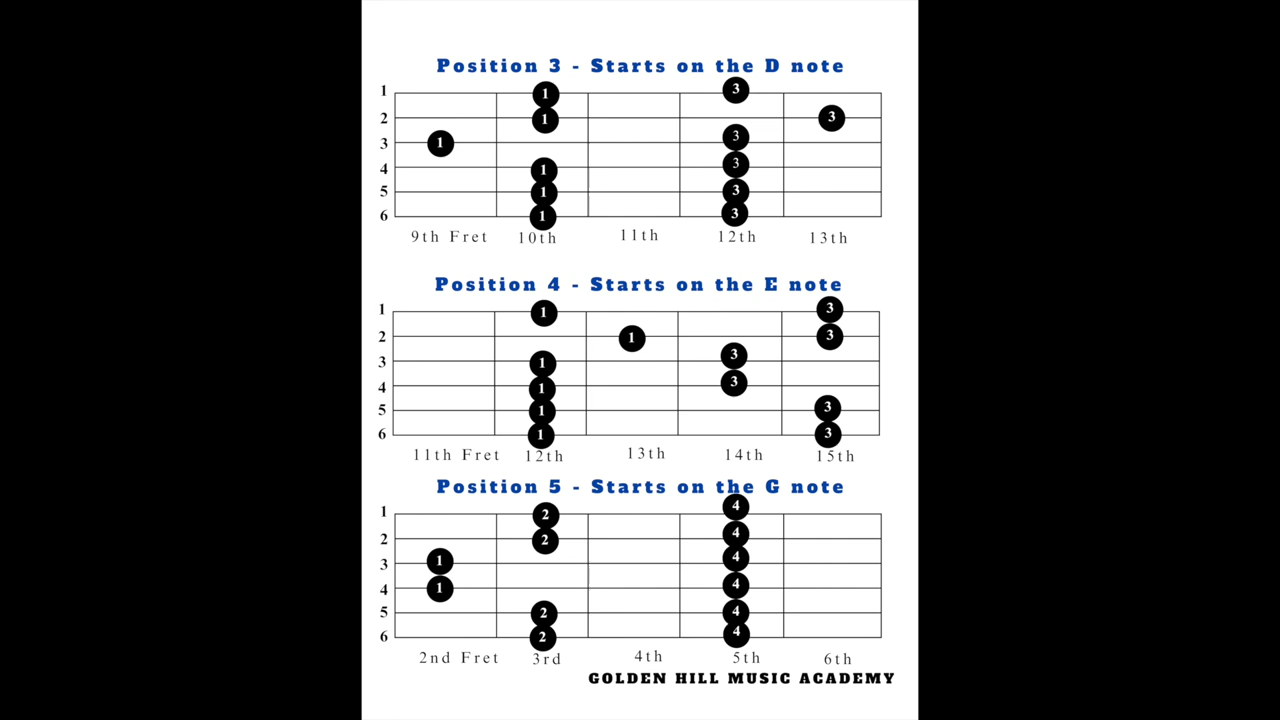 Position 3 - Starts on the D note
1 1 3
2 1 3
3 1 3
4 1 3
5 1 3
6 1 3
9th Fret 10th 11th 12th 13th
Position 4 - Starts on the E note
1 1 3
2 1 3
3 1 3
4 1 3
5 1 3
6 1 3
11th Fret 12th 13th 14th 15th
Position 5 - Starts on the G note
1 2 4
2 2 4
3 1 4
4 1 4
5 2 4
6 2 4
2nd Fret 3rd 4th 5th 6th
GOLDEN HILL MUSIC ACADEMY